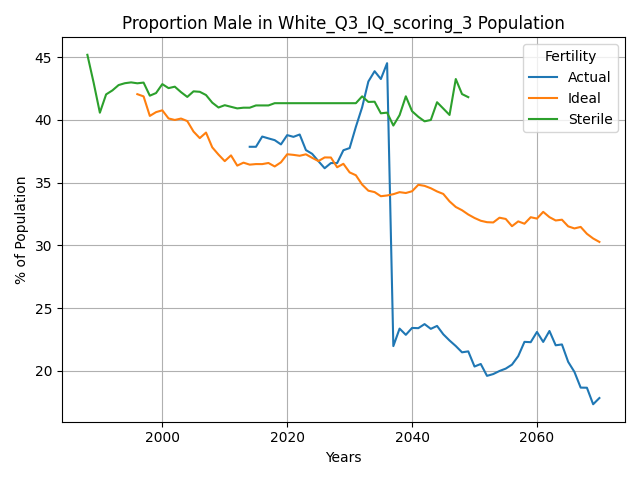 Proportion Male in White_Q3_IQ_scoring_3 Population
Fertility
Actual
Ideal
Sterile
% of Population
45
40
35
30
25
20
2000
2020
2040
2060
Years